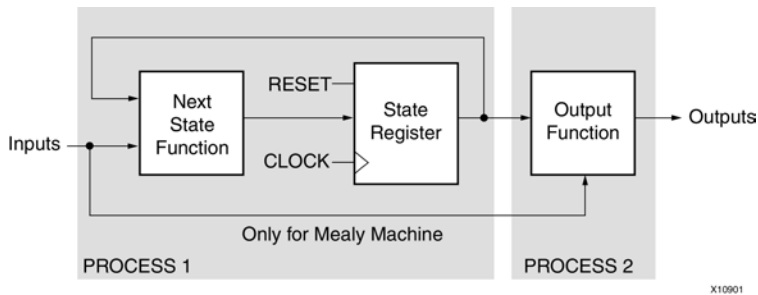 RESET
Next
State
Function
State
Register
Output
Function
Inputs
Outputs
CLOCK
Only for Mealy Machine
PROCESS 1
PROCESS 2
X10901